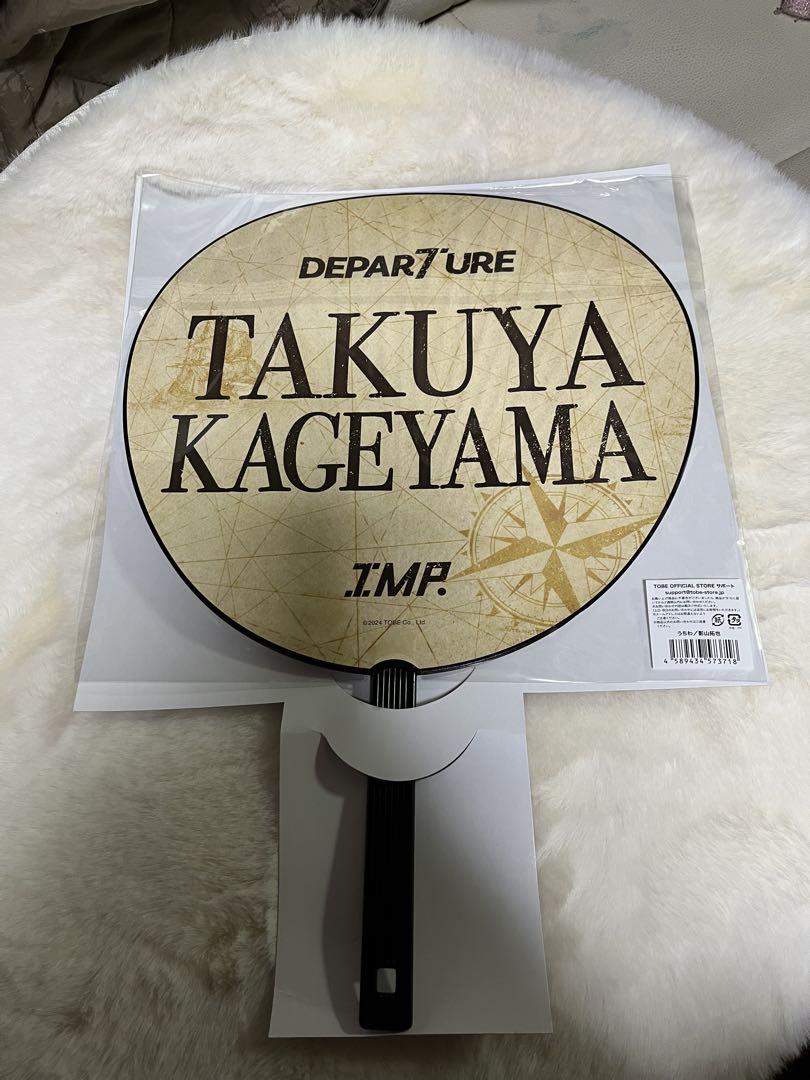 DEPAR7URE
TAKUYA
KAGEYAMA
IMP.
©2024 TOBE Co., Ltd.
TOBE OFFICIAL STORE サポート
support@tobe-store.jp
うちわ／影山拓也
4 589434 573718